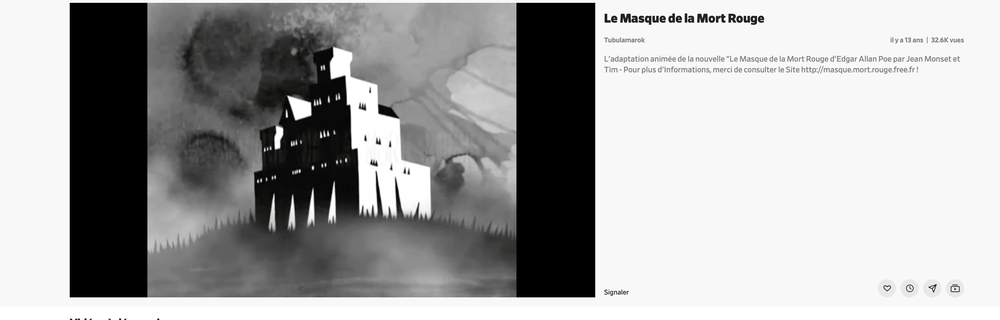 Le Masque de la Mort Rouge
Tubulamarok
il y a 13 ans | 32.6K vues
L'adaptation animée de la nouvelle "Le Masque de la Mort Rouge d'Edgar Allan Poe par Jean Monset et
Tim - Pour plus d'Informations, merci de consulter le Site http://masque.mort.rouge.free.fr !
Signaler